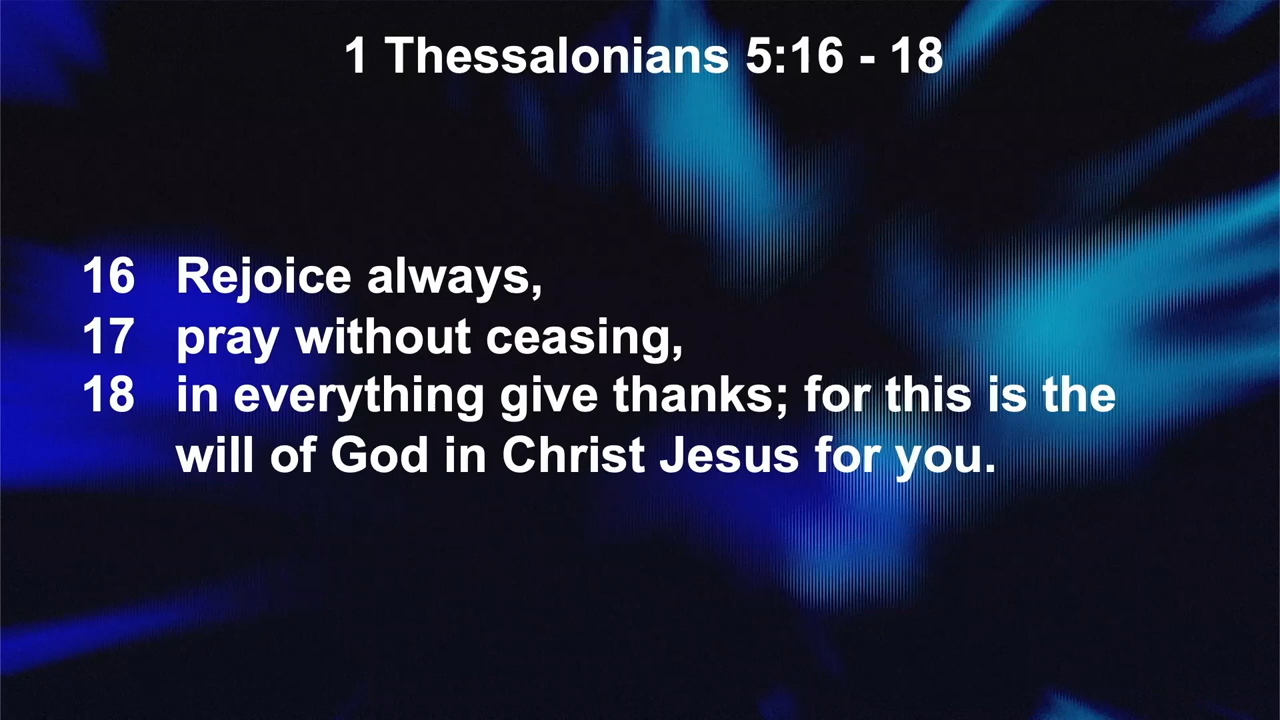 1 Thessalonians 5:16 - 18
16 Rejoice always,
17 pray without ceasing,
18 in everything give thanks; for this is the
will of God in Christ Jesus for you.